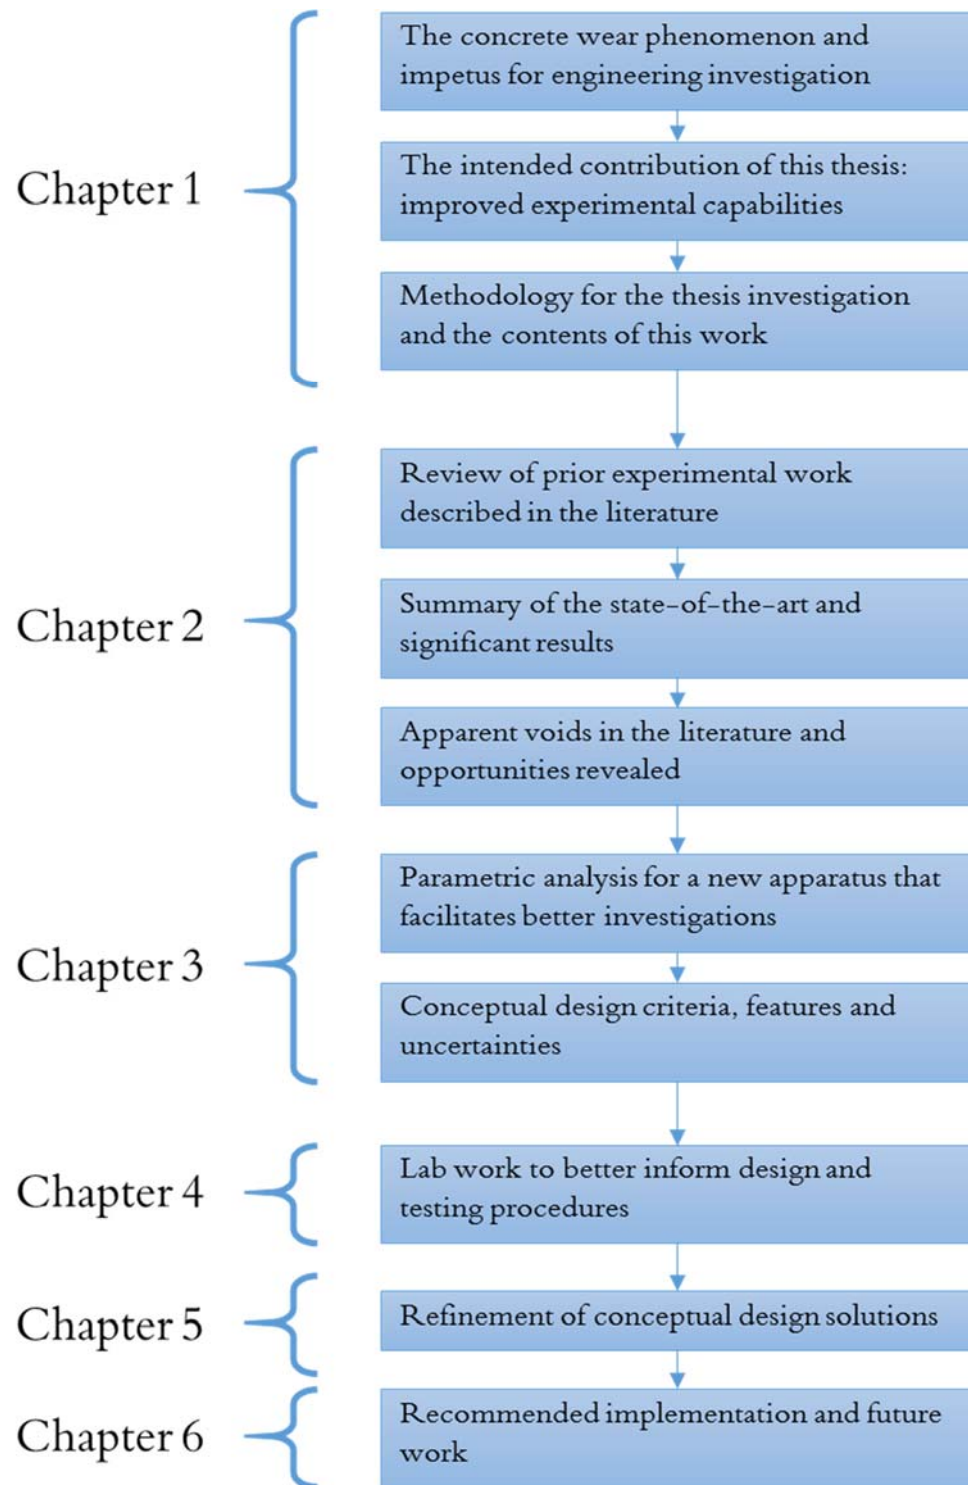 Chapter 1
The concrete wear phenomenon and
impetus for engineering investigation
The intended contribution of this thesis:
improved experimental capabilities
Methodology for the thesis investigation
and the contents of this work
Chapter 2
Review of prior experimental work
described in the literature
Summary of the state-of-the-art and
significant results
Apparent voids in the literature and
opportunities revealed
Chapter 3
Parametric analysis for a new apparatus that
facilitates better investigations
Conceptual design criteria, features and
uncertainties
Chapter 4
Lab work to better inform design and
testing procedures
Chapter 5
Refinement of conceptual design solutions
Chapter 6
Recommended implementation and future
work